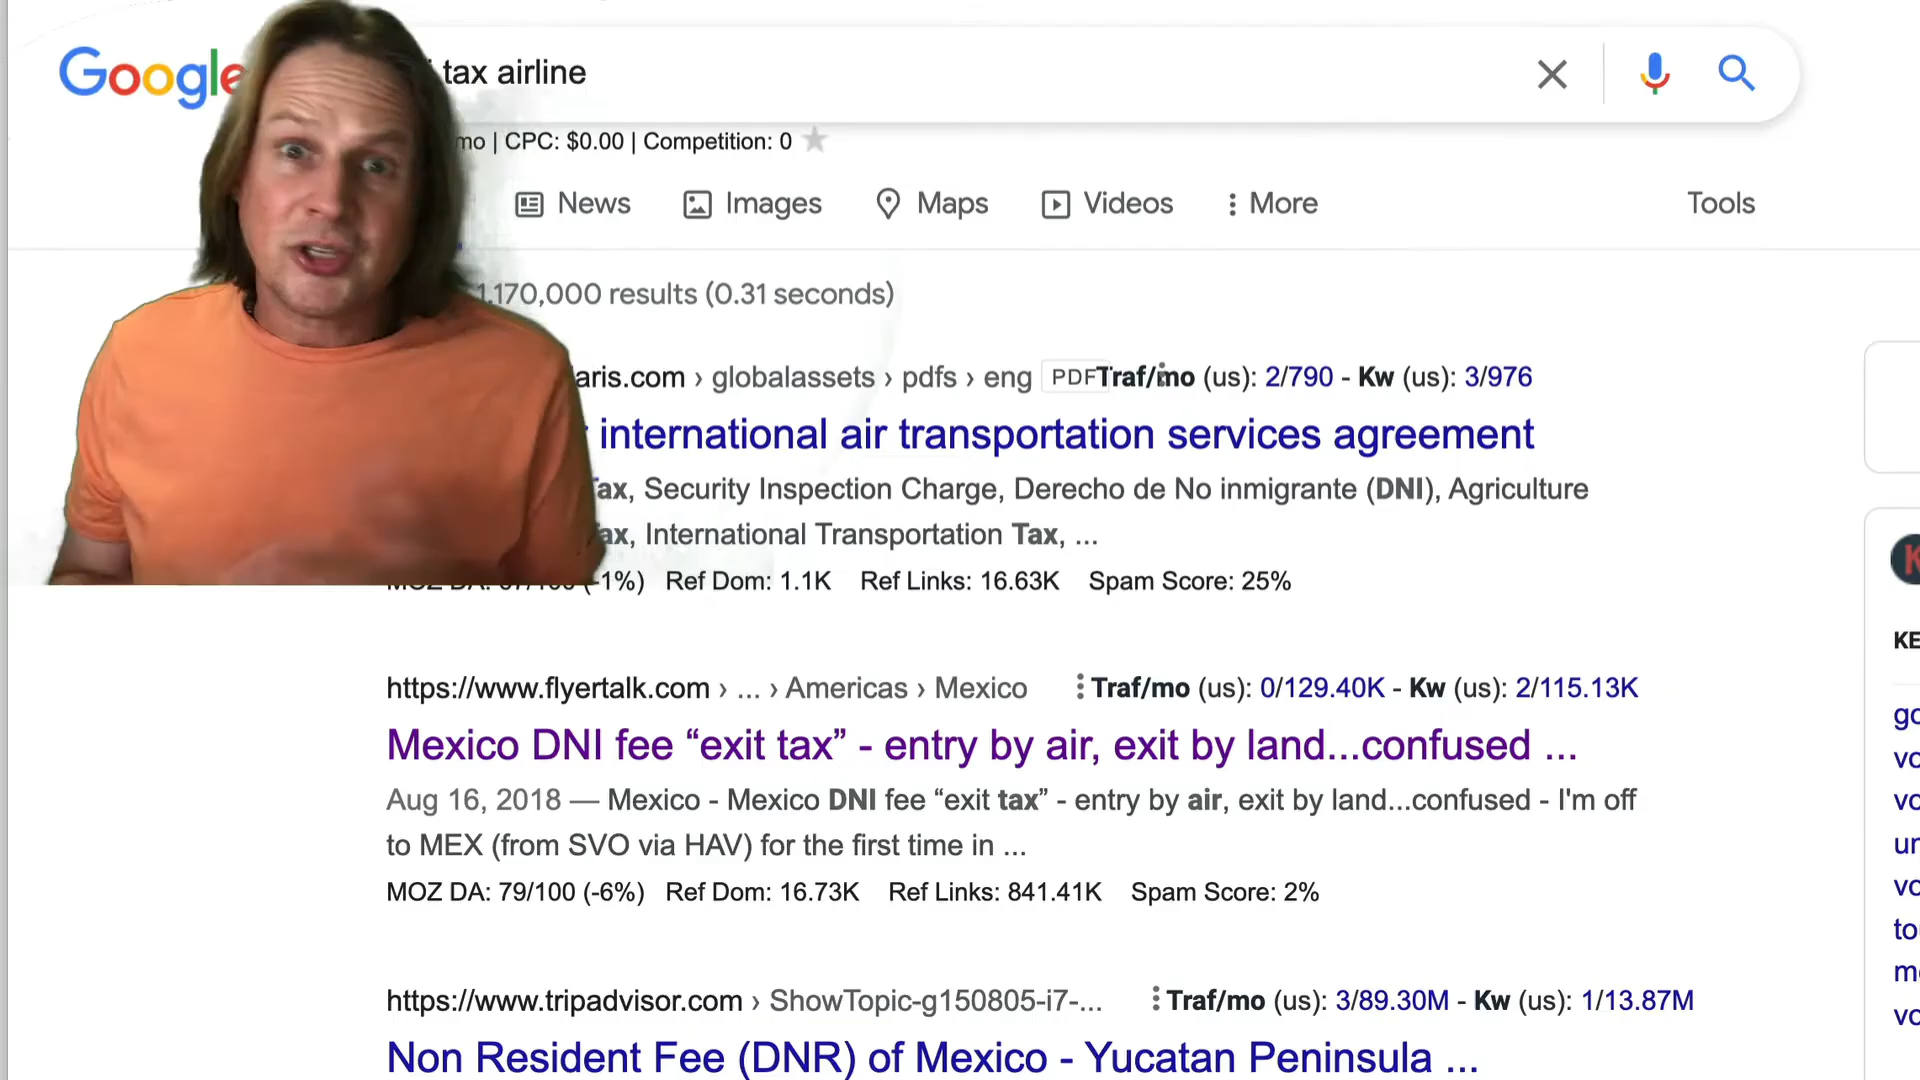 Google
tax airline
mo | CPC: $0.00 | Competition: 0
News
Images
Maps
Videos
More
Tools
1,170,000 results (0.31 seconds)
aris.com › globalassets › pdfs › eng
PDF
Traf/mo (us): 2/790 - Kw (us): 3/976
international air transportation services agreement
ax, Security Inspection Charge, Derecho de No inmigrante (DNI), Agriculture
ax, International Transportation Tax, ...
(-1%) Ref Dom: 1.1K Ref Links: 16.63K Spam Score: 25%
https://www.flyertalk.com › ... › Americas › Mexico
Traf/mo (us): 0/129.40K - Kw (us): 2/115.13K
Mexico DNI fee “exit tax” - entry by air, exit by land...confused ...
Aug 16, 2018 — Mexico - Mexico DNI fee “exit tax” - entry by air, exit by land...confused - I'm off
to MEX (from SVO via HAV) for the first time in ...
MOZ DA: 79/100 (-6%) Ref Dom: 16.73K Ref Links: 841.41K Spam Score: 2%
https://www.tripadvisor.com › ShowTopic-g150805-i7-...
Traf/mo (us): 3/89.30M - Kw (us): 1/13.87M
Non Resident Fee (DNR) of Mexico - Yucatan Peninsula ...
K
KE
go
vo
vo
un
vo
to
me
vo